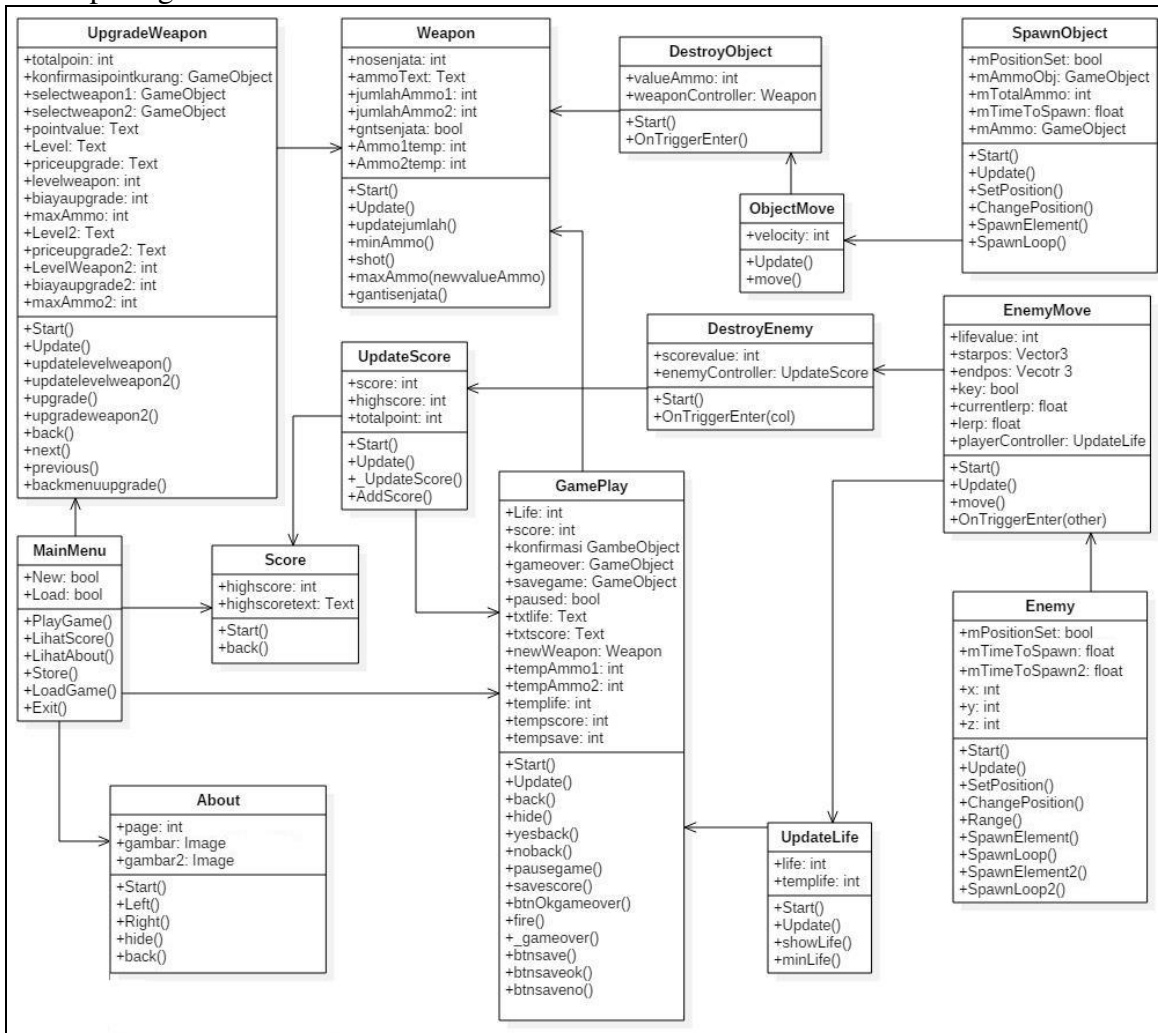 UpgradeWeapon
+totalpoin: int
+konfirmasipointkurang: GameObject
+selectweapon1: GameObject
+selectweapon2: GameObject
+pointvalue: Text
+Level: Text
+priceupgrade: Text
+levelweapon: int
+biayaupgrade: int
+maxAmmo: int
+Level2: Text
+priceupgrade2: Text
+LevelWeapon2: int
+biayaupgrade2: int
+maxAmmo2: int
+Start()
+Update()
+updatelevelweapon()
+updatelevelweapon2()
+upgrade()
+upgradeweapon2()
+back()
+next()
+previous()
+backmenuupgrade()
Weapon
+nosenjata: int
+ammoText: Text
+jumlahAmmo1: int
+jumlahAmmo2: int
+gntsenjata: bool
+Ammo1temp: int
+Ammo2temp: int
+Start()
+Update()
+updatejumlah()
+minAmmo()
+shot()
+maxAmmo(newvalueAmmo)
+gantisenjata()
DestroyObject
+valueAmmo: int
+weaponController: Weapon
+Start()
+OnTriggerEnter()
SpawnObject
+mPositionSet: bool
+mAmmoObj: GameObject
+mTotalAmmo: int
+mTimeToSpawn: float
+mAmmo: GameObject
+Start()
+Update()
+SetPosition()
+ChangePosition()
+SpawnElement()
+SpawnLoop()
ObjectMove
+velocity: int
+Update()
+move()
UpdateScore
+score: int
+highscore: int
+totalpoint: int
+Start()
+Update()
+_UpdateScore()
+AddScore()
DestroyEnemy
+scorevalue: int
+enemyController: UpdateScore
+Start()
+OnTriggerEnter(col)
EnemyMove
+lifevalue: int
+starpos: Vector3
+endpos: Vecotr 3
+key: bool
+currentlerp: float
+lerp: float
+playerController: UpdateLife
+Start()
+Update()
+move()
+OnTriggerEnter(other)
MainMenu
+New: bool
+Load: bool
+PlayGame()
+LihatScore()
+LihatAbout()
+Store()
+LoadGame()
+Exit()
Score
+highscore: int
+highscoretext: Text
+Start()
+back()
GamePlay
+Life: int
+score: int
+konfirmasi GambeObject
+gameover: GameObject
+savegame: GameObject
+paused: bool
+txtlife: Text
+txtscore: Text
+newWeapon: Weapon
+tempAmmo1: int
+tempAmmo2: int
+templife: int
+tempscore: int
+tempsave: int
+Start()
+Update()
+back()
+hide()
+yesback()
+noback()
+pausegame()
+savescore()
+btnOkgameover()
+fire()
+_gameover()
+btnsave()
+btnsaveok()
+btnsaveno()
Enemy
+mPositionSet: bool
+mTimeToSpawn: float
+mTimeToSpawn2: float
+x: int
+y: int
+z: int
+Start()
+Update()
+SetPosition()
+ChangePosition()
+Range()
+SpawnElement()
+SpawnLoop()
+SpawnElement2()
+SpawnLoop2()
About
+page: int
+gambar: Image
+gambar2: Image
+Start()
+Left()
+Right()
+hide()
+back()
UpdateLife
+life: int
+templife: int
+Start()
+Update()
+showLife()
+minLife()